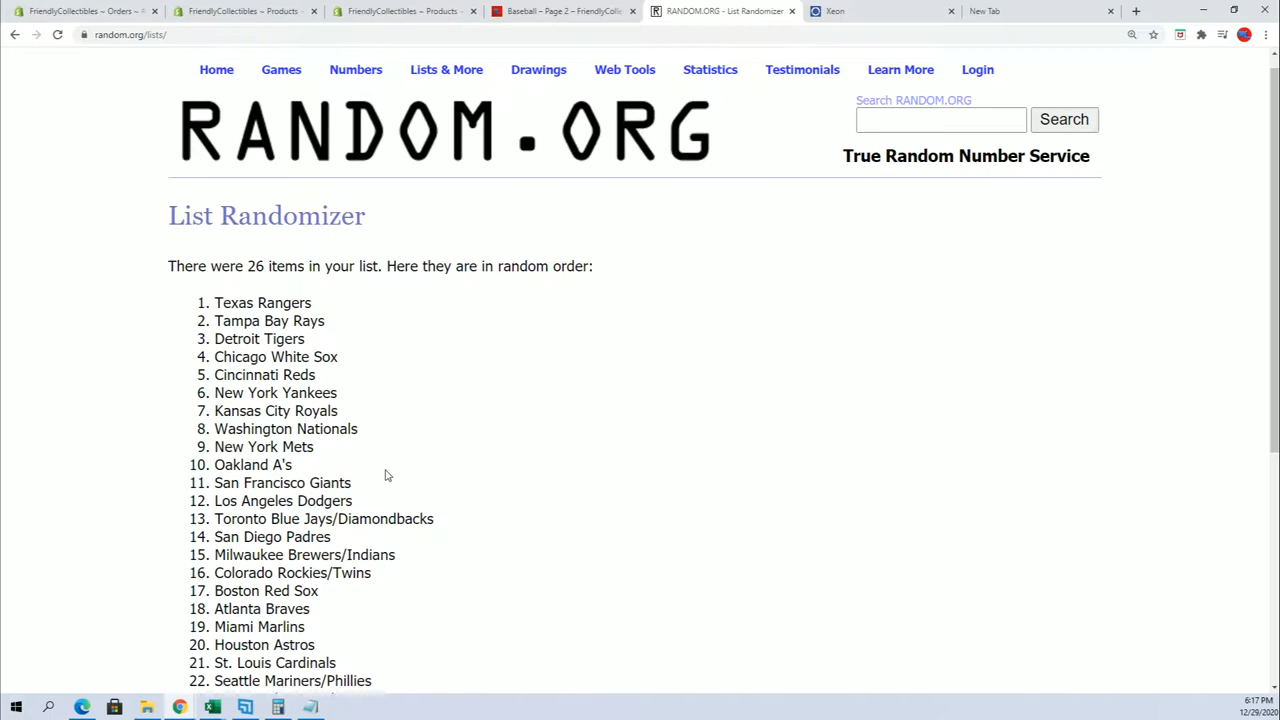 FriendlyCollectibles ~ Orders ~
FriendlyCollectibles ~ Products ~
FriendlyCollectibles ~ Products ~
Baseball – Page 2 – FriendlyColle
RANDOM.ORG - List Randomizer
Xeon
New Tab
random.org/lists/
Home Games Numbers Lists & More Drawings Web Tools Statistics Testimonials Learn More Login
RANDOM.ORG
Search RANDOM.ORG
Search
True Random Number Service
List Randomizer
There were 26 items in your list. Here they are in random order:
1. Texas Rangers
2. Tampa Bay Rays
3. Detroit Tigers
4. Chicago White Sox
5. Cincinnati Reds
6. New York Yankees
7. Kansas City Royals
8. Washington Nationals
9. New York Mets
10. Oakland A's
11. San Francisco Giants
12. Los Angeles Dodgers
13. Toronto Blue Jays/Diamondbacks
14. San Diego Padres
15. Milwaukee Brewers/Indians
16. Colorado Rockies/Twins
17. Boston Red Sox
18. Atlanta Braves
19. Miami Marlins
20. Houston Astros
21. St. Louis Cardinals
22. Seattle Mariners/Phillies
6:17 PM
12/29/2020